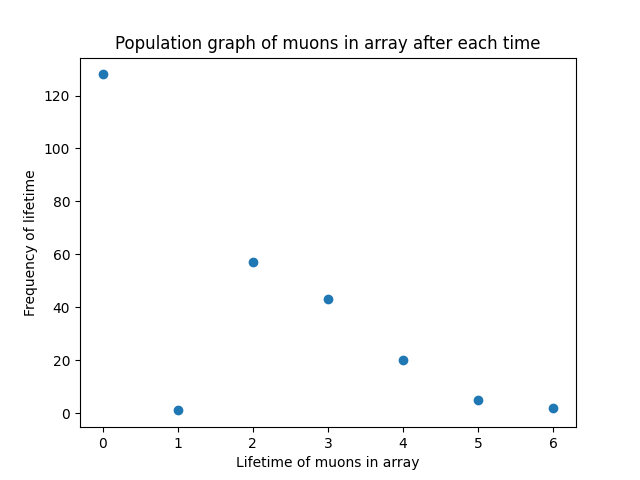 Population graph of muons in array after each time
Frequency of lifetime
120
100
80
60
40
20
0
0 1 2 3 4 5 6
Lifetime of muons in array